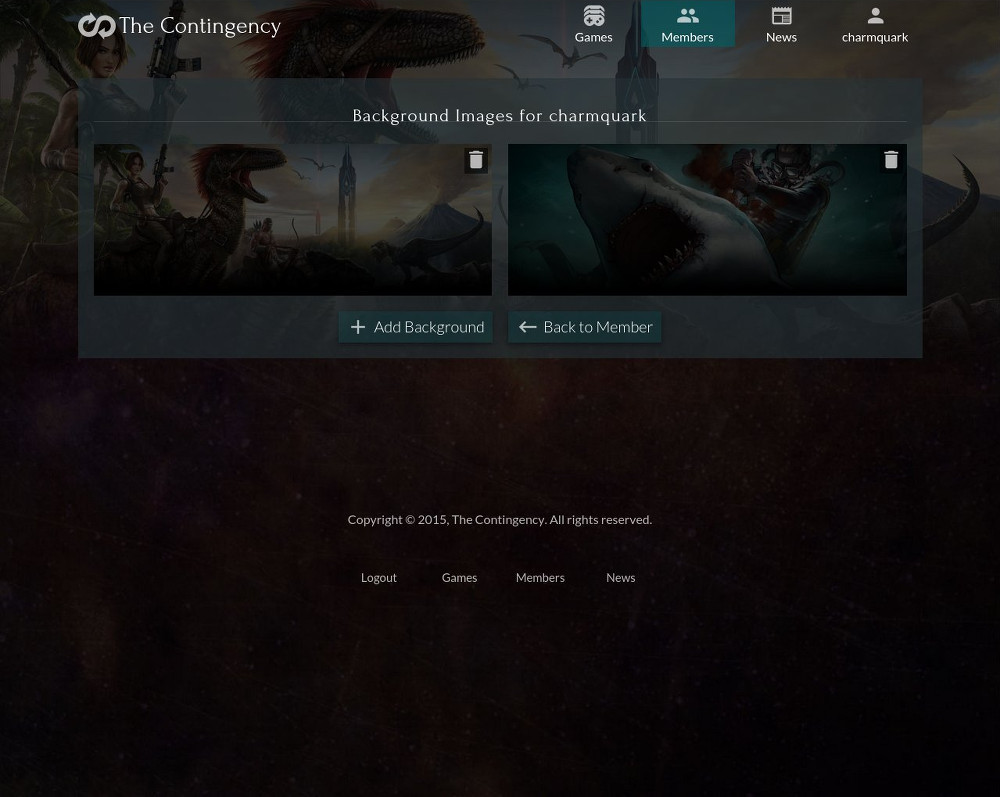 The Contingency
Games
Members
News
charmquark
Background Images for charmquark
Add Background
Back to Member
Copyright © 2015, The Contingency. All rights reserved.
Logout
Games
Members
News